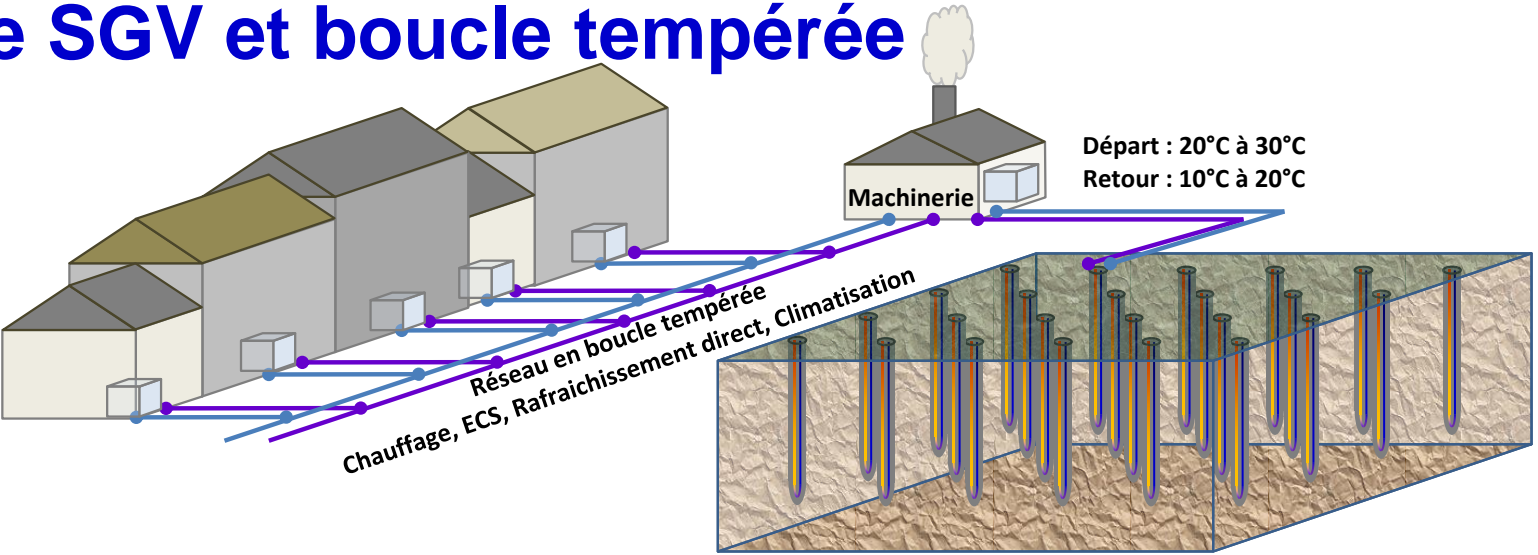 e SGV et boucle tempérée
Départ : 20°C à 30°C
Retour : 10°C à 20°C
Machinerie
Réseau en boucle tempérée
Chauffage, ECS, Rafraichissement direct, Climatisation